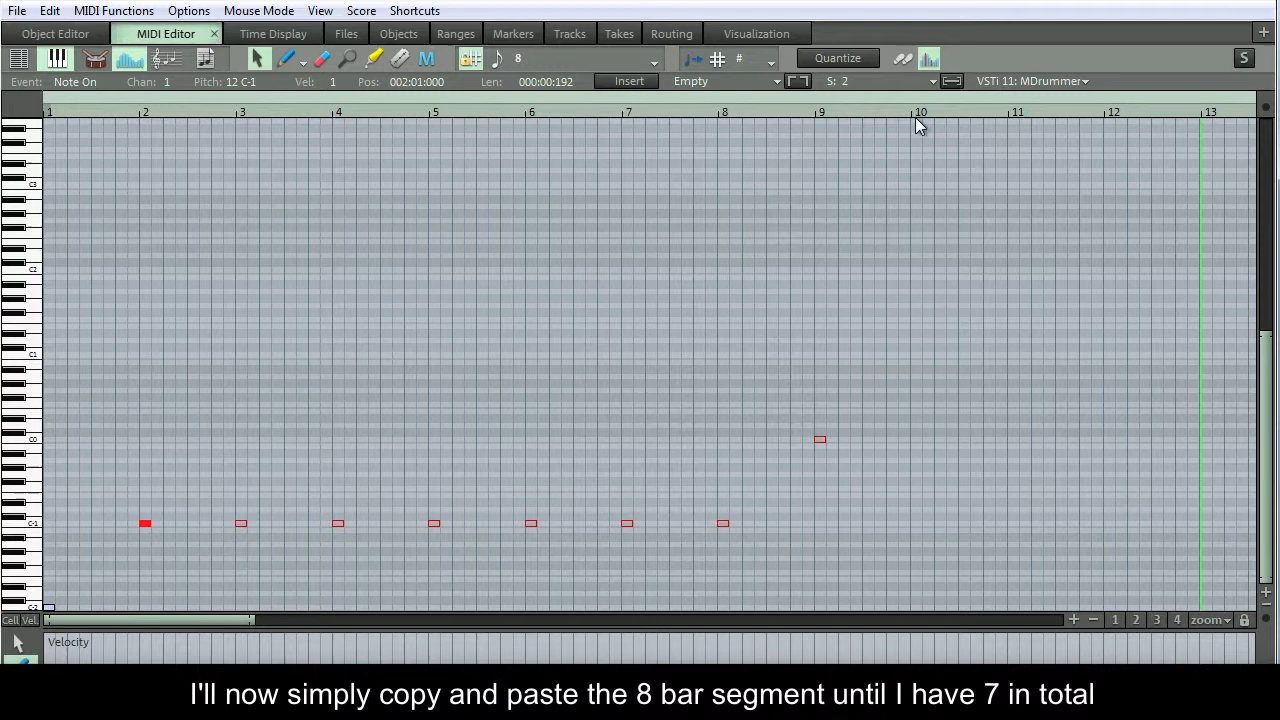 File Edit MIDI Functions Options Mouse Mode View Score Shortcuts
Object Editor MIDI Editor × Time Display Files Objects Ranges Markers Tracks Takes Routing Visualization +
M 8 # Quantize S
Event: Note On Chan: 1 Pitch: 12 C-1 Vel: 1 Pos: 002:01:000 Len: 000:00:192 Insert Empty S: 2 VSTi 11: MDrummer
1 2 3 4 5 6 7 8 9 10 11 12 13
C3
C2
C1
C0
C-1
C-2
Cell Vel. + − 1 2 3 4 zoom
Velocity
I'll now simply copy and paste the 8 bar segment until I have 7 in total